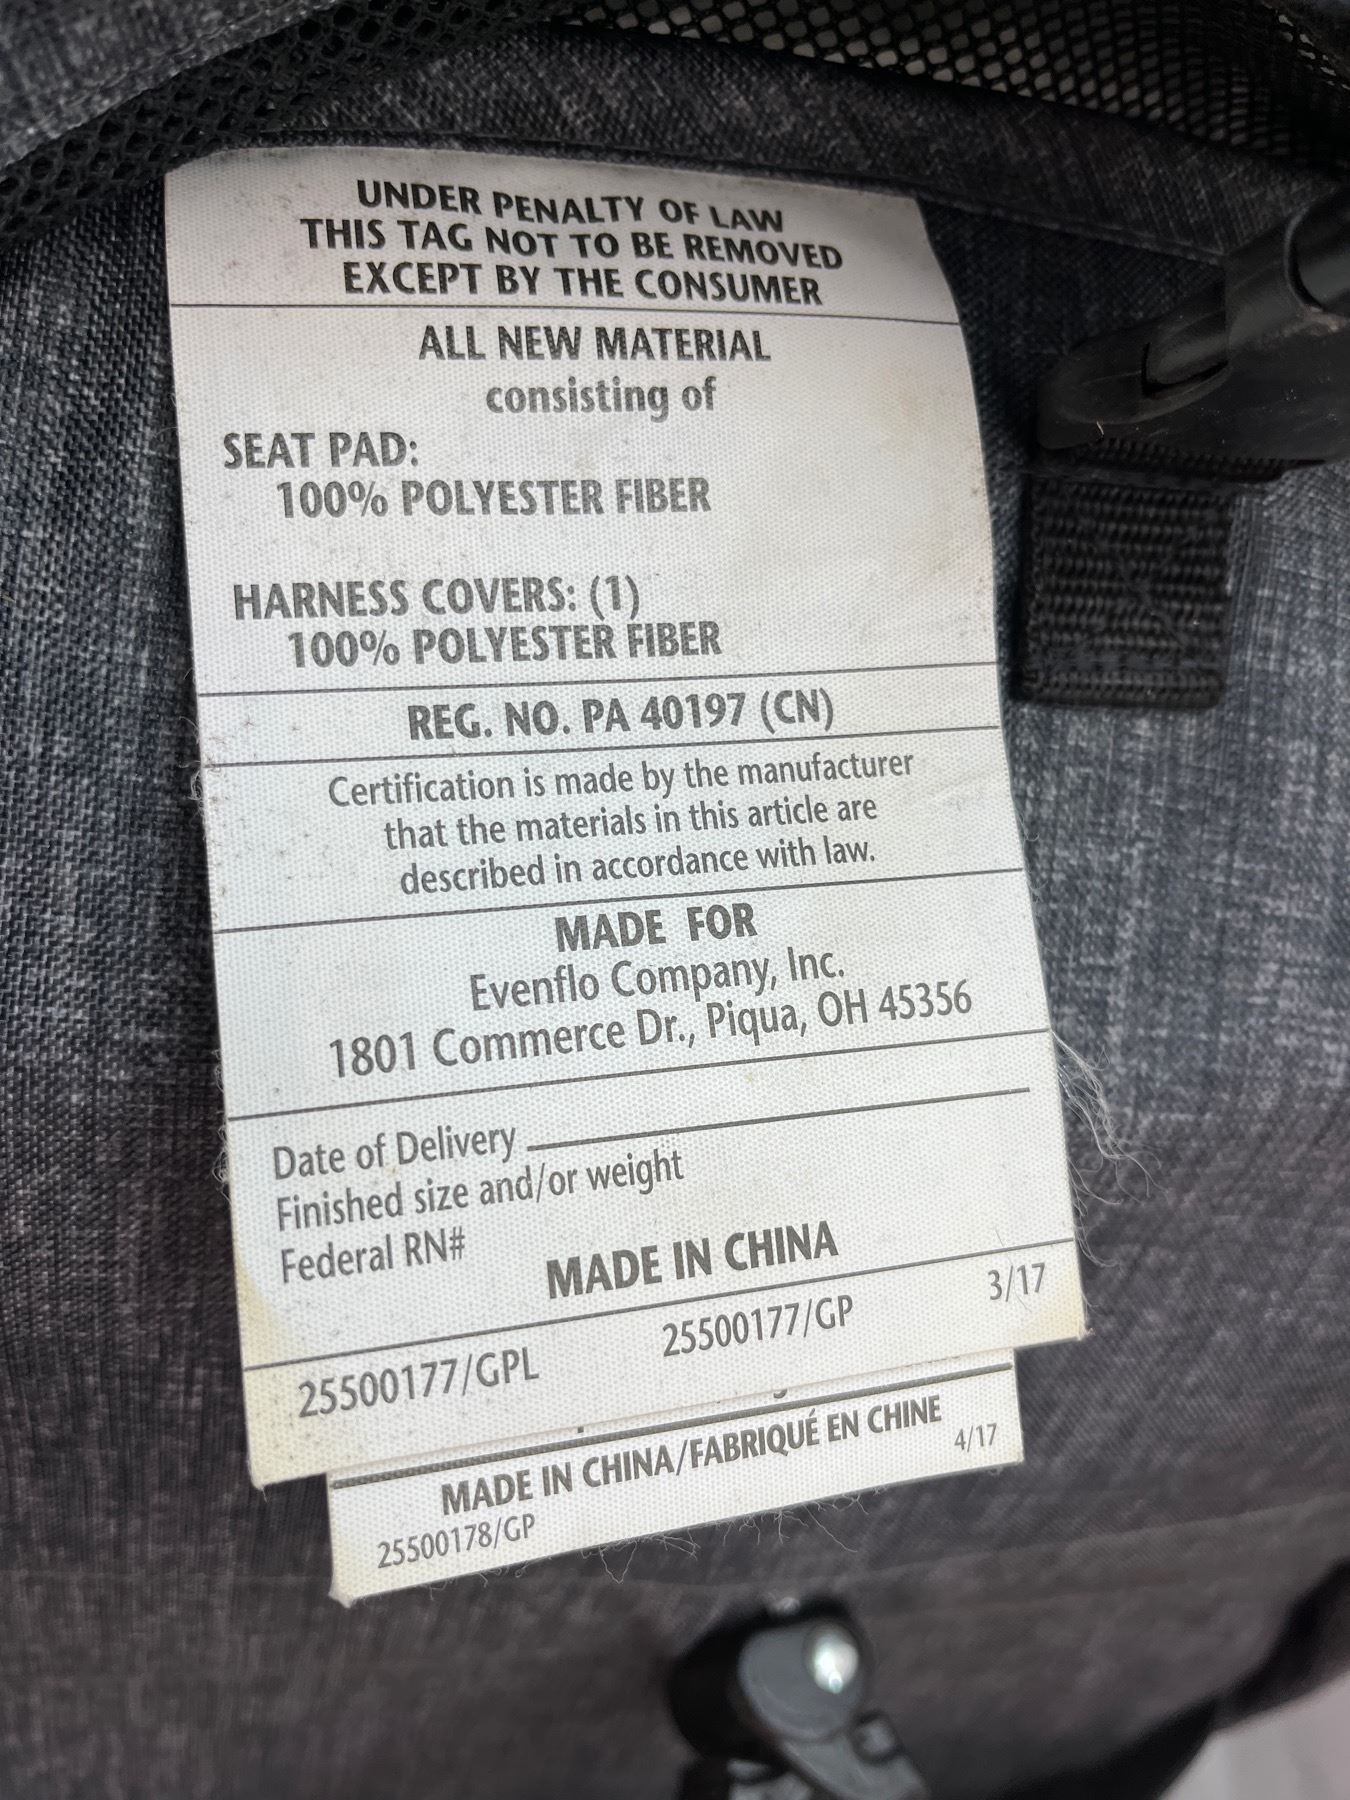 UNDER PENALTY OF LAW
THIS TAG NOT TO BE REMOVED
EXCEPT BY THE CONSUMER
ALL NEW MATERIAL
consisting of
SEAT PAD:
100% POLYESTER FIBER
HARNESS COVERS: (1)
100% POLYESTER FIBER
REG. NO. PA 40197 (CN)
Certification is made by the manufacturer
that the materials in this article are
described in accordance with law.
MADE FOR
Evenflo Company, Inc.
1801 Commerce Dr., Piqua, OH 45356
Date of Delivery
Finished size and/or weight
Federal RN#
MADE IN CHINA
25500177/GPL 25500177/GP 3/17
MADE IN CHINA/FABRIQUÉ EN CHINE
25500178/GP 4/17